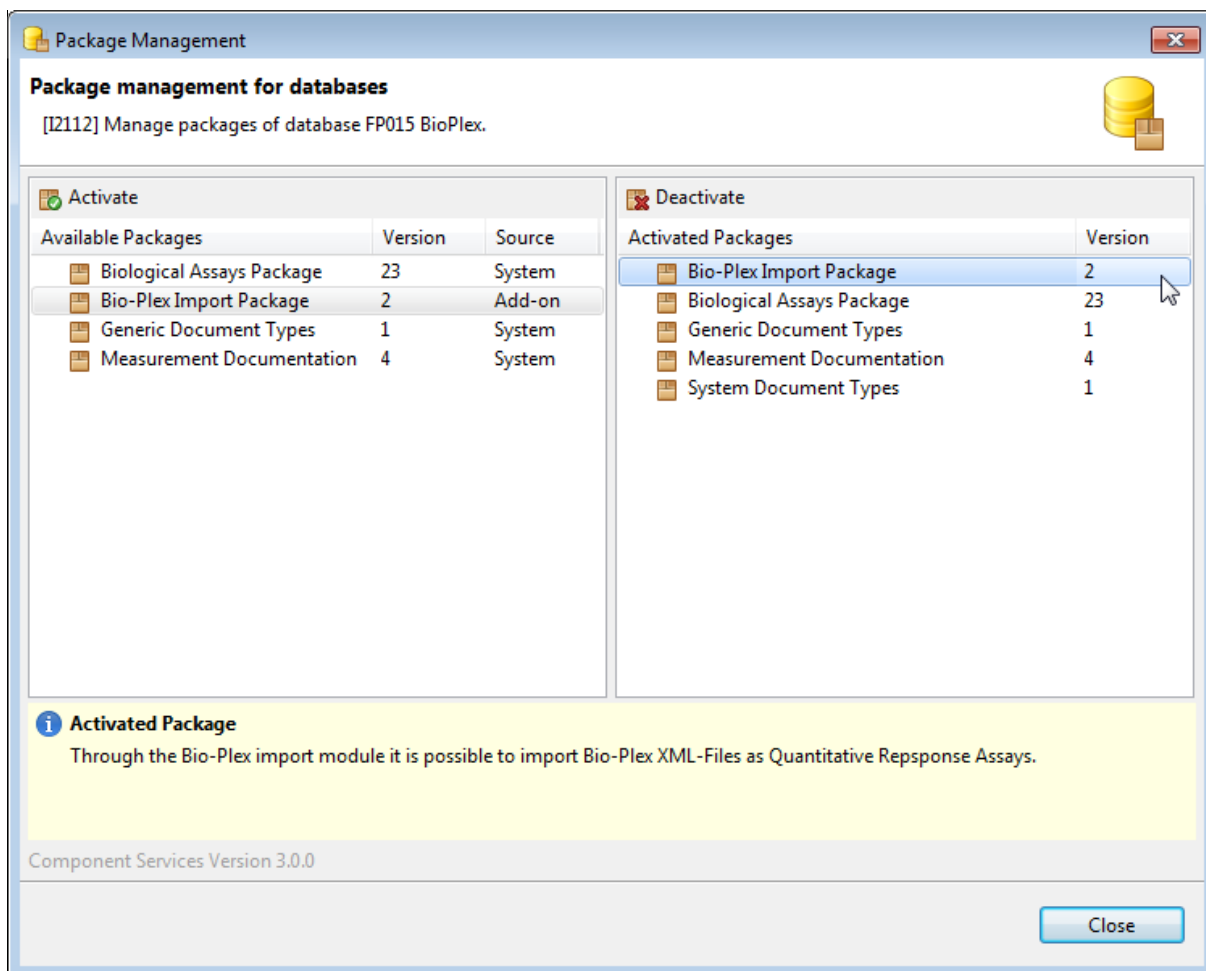 Package Management
Package management for databases
[I2112] Manage packages of database FP015 BioPlex.
Activate
Available Packages Version Source
Biological Assays Package 23 System
Bio-Plex Import Package 2 Add-on
Generic Document Types 1 System
Measurement Documentation 4 System
Deactivate
Activated Packages Version
Bio-Plex Import Package 2
Biological Assays Package 23
Generic Document Types 1
Measurement Documentation 4
System Document Types 1
Activated Package
Through the Bio-Plex import module it is possible to import Bio-Plex XML-Files as Quantitative Repsponse Assays.
Component Services Version 3.0.0
Close